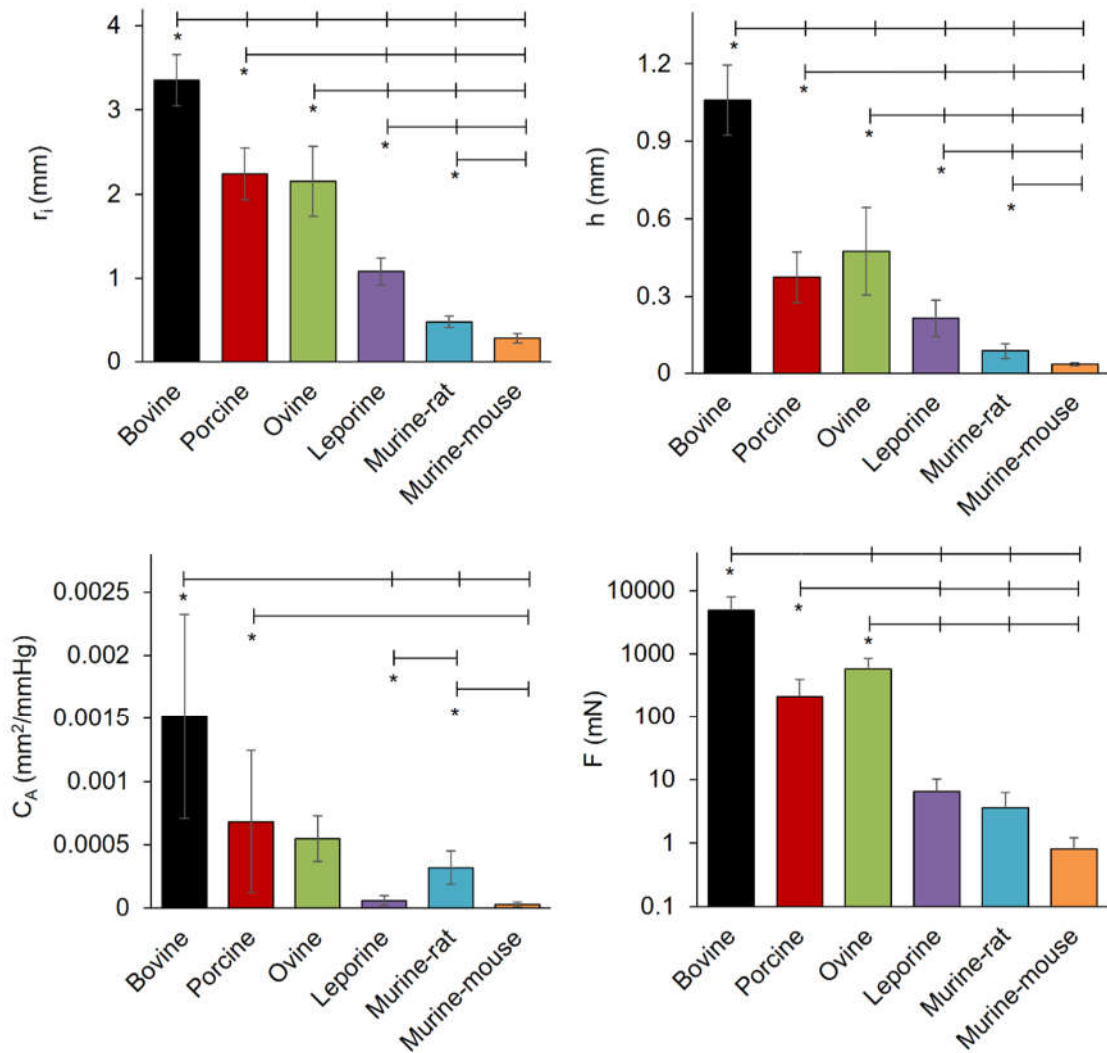 4
3
2
1
0
rᵢ (mm)
* * * * *
Bovine
Porcine
Ovine
Leporine
Murine-rat
Murine-mouse
1.2
0.9
0.6
0.3
0
h (mm)
* * * * *
Bovine
Porcine
Ovine
Leporine
Murine-rat
Murine-mouse
0.0025
0.002
0.0015
0.001
0.0005
0
C_A (mm²/mmHg)
* * * *
Bovine
Porcine
Ovine
Leporine
Murine-rat
Murine-mouse
10000
1000
100
10
1
0.1
F (mN)
* * *
Bovine
Porcine
Ovine
Leporine
Murine-rat
Murine-mouse